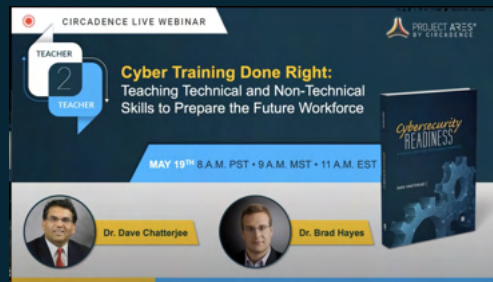 CIRCADENCE LIVE WEBINAR
PROJECT ARES®
BY CIRCADENCE
TEACHER
2
TEACHER
Cyber Training Done Right:
Teaching Technical and Non-Technical
Skills to Prepare the Future Workforce
Cybersecurity
READINESS
MAY 19TH 8 A.M. PST • 9 A.M. MST • 11 A.M. EST
Dr. Dave Chatterjee
Dr. Brad Hayes